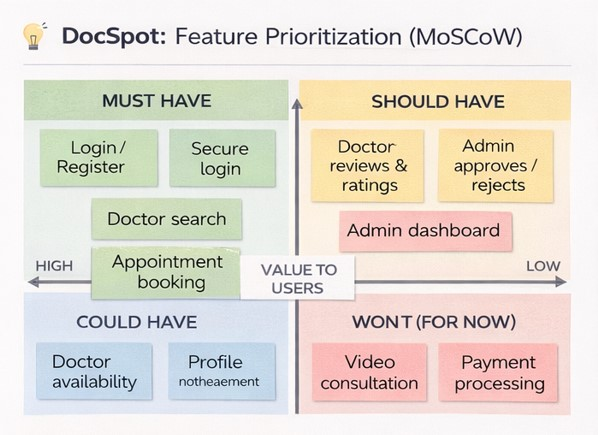 DocSpot: Feature Prioritization (MoSCoW)
MUST HAVE
Login /
Register
Secure
login
Doctor search
Appointment
booking
SHOULD HAVE
Doctor
reviews &
ratings
Admin
approves /
rejects
Admin dashboard
HIGH
VALUE TO
USERS
LOW
COULD HAVE
Doctor
availability
Profile
notheaement
WONT (FOR NOW)
Video
consultation
Payment
processing